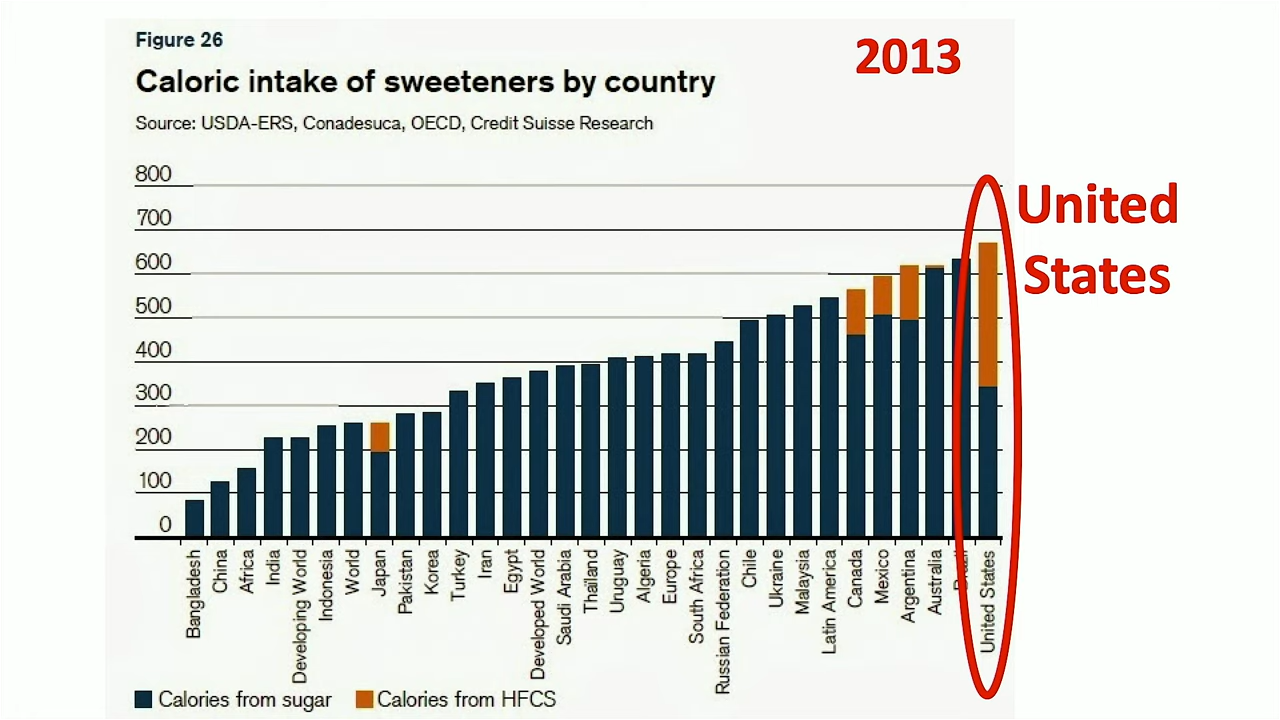 Figure 26
2013
Caloric intake of sweeteners by country
Source: USDA-ERS, Conadesuca, OECD, Credit Suisse Research
800
700
600
500
400
300
200
100
0
United
States
Bangladesh
China
Africa
India
Developing World
Indonesia
World
Japan
Pakistan
Korea
Turkey
Iran
Egypt
Developed World
Saudi Arabia
Thailand
Uruguay
Algeria
Europe
South Africa
Russian Federation
Chile
Ukraine
Malaysia
Latin America
Canada
Mexico
Argentina
Australia
United States
Calories from sugar
Calories from HFCS